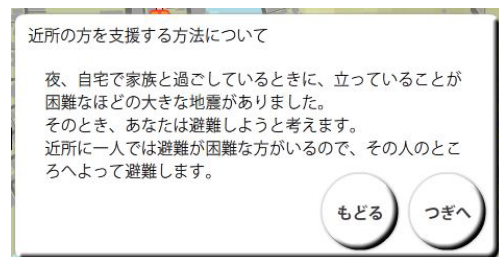 近所の方を支援する方法について
夜、自宅で家族と過ごしているときに、立っていることが
困難なほどの大きな地震がありました。
そのとき、あなたは避難しようと考えます。
近所に一人では避難が困難な方がいるので、その人のとこ
ろへよって避難します。
もどる
つぎへ